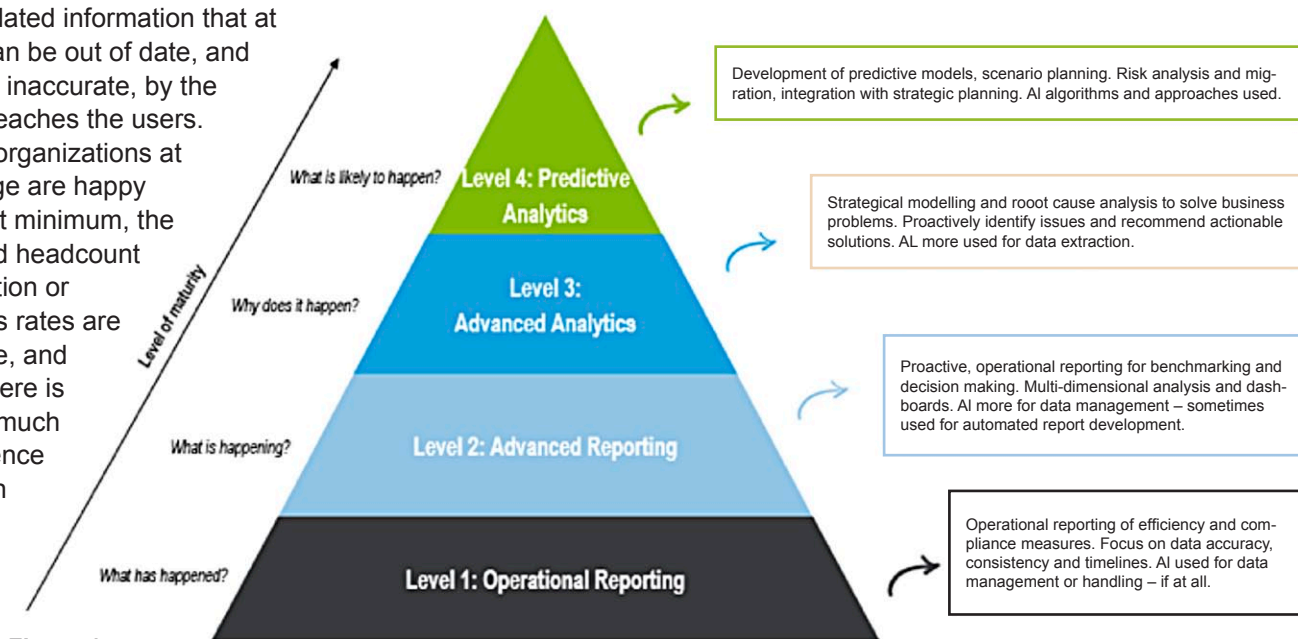 lated information that at
an be out of date, and
inaccurate, by the
eaches the users.
organizations at
ge are happy
t minimum, the
d headcount
tion or
s rates are
e, and
ere is
much
ence
n
Level of maturity
What is likely to happen?
Why does it happen?
What is happening?
What has happened?
Level 4: Predictive
Analytics
Level 3:
Advanced Analytics
Level 2: Advanced Reporting
Level 1: Operational Reporting
Development of predictive models, scenario planning. Risk analysis and mig-
ration, integration with strategic planning. AI algorithms and approaches used.
Strategical modelling and rooot cause analysis to solve business
problems. Proactively identify issues and recommend actionable
solutions. AL more used for data extraction.
Proactive, operational reporting for benchmarking and
decision making. Multi-dimensional analysis and dash-
boards. AI more for data management – sometimes
used for automated report development.
Operational reporting of efficiency and com-
pliance measures. Focus on data accuracy,
consistency and timelines. AI used for data
management or handling – if at all.